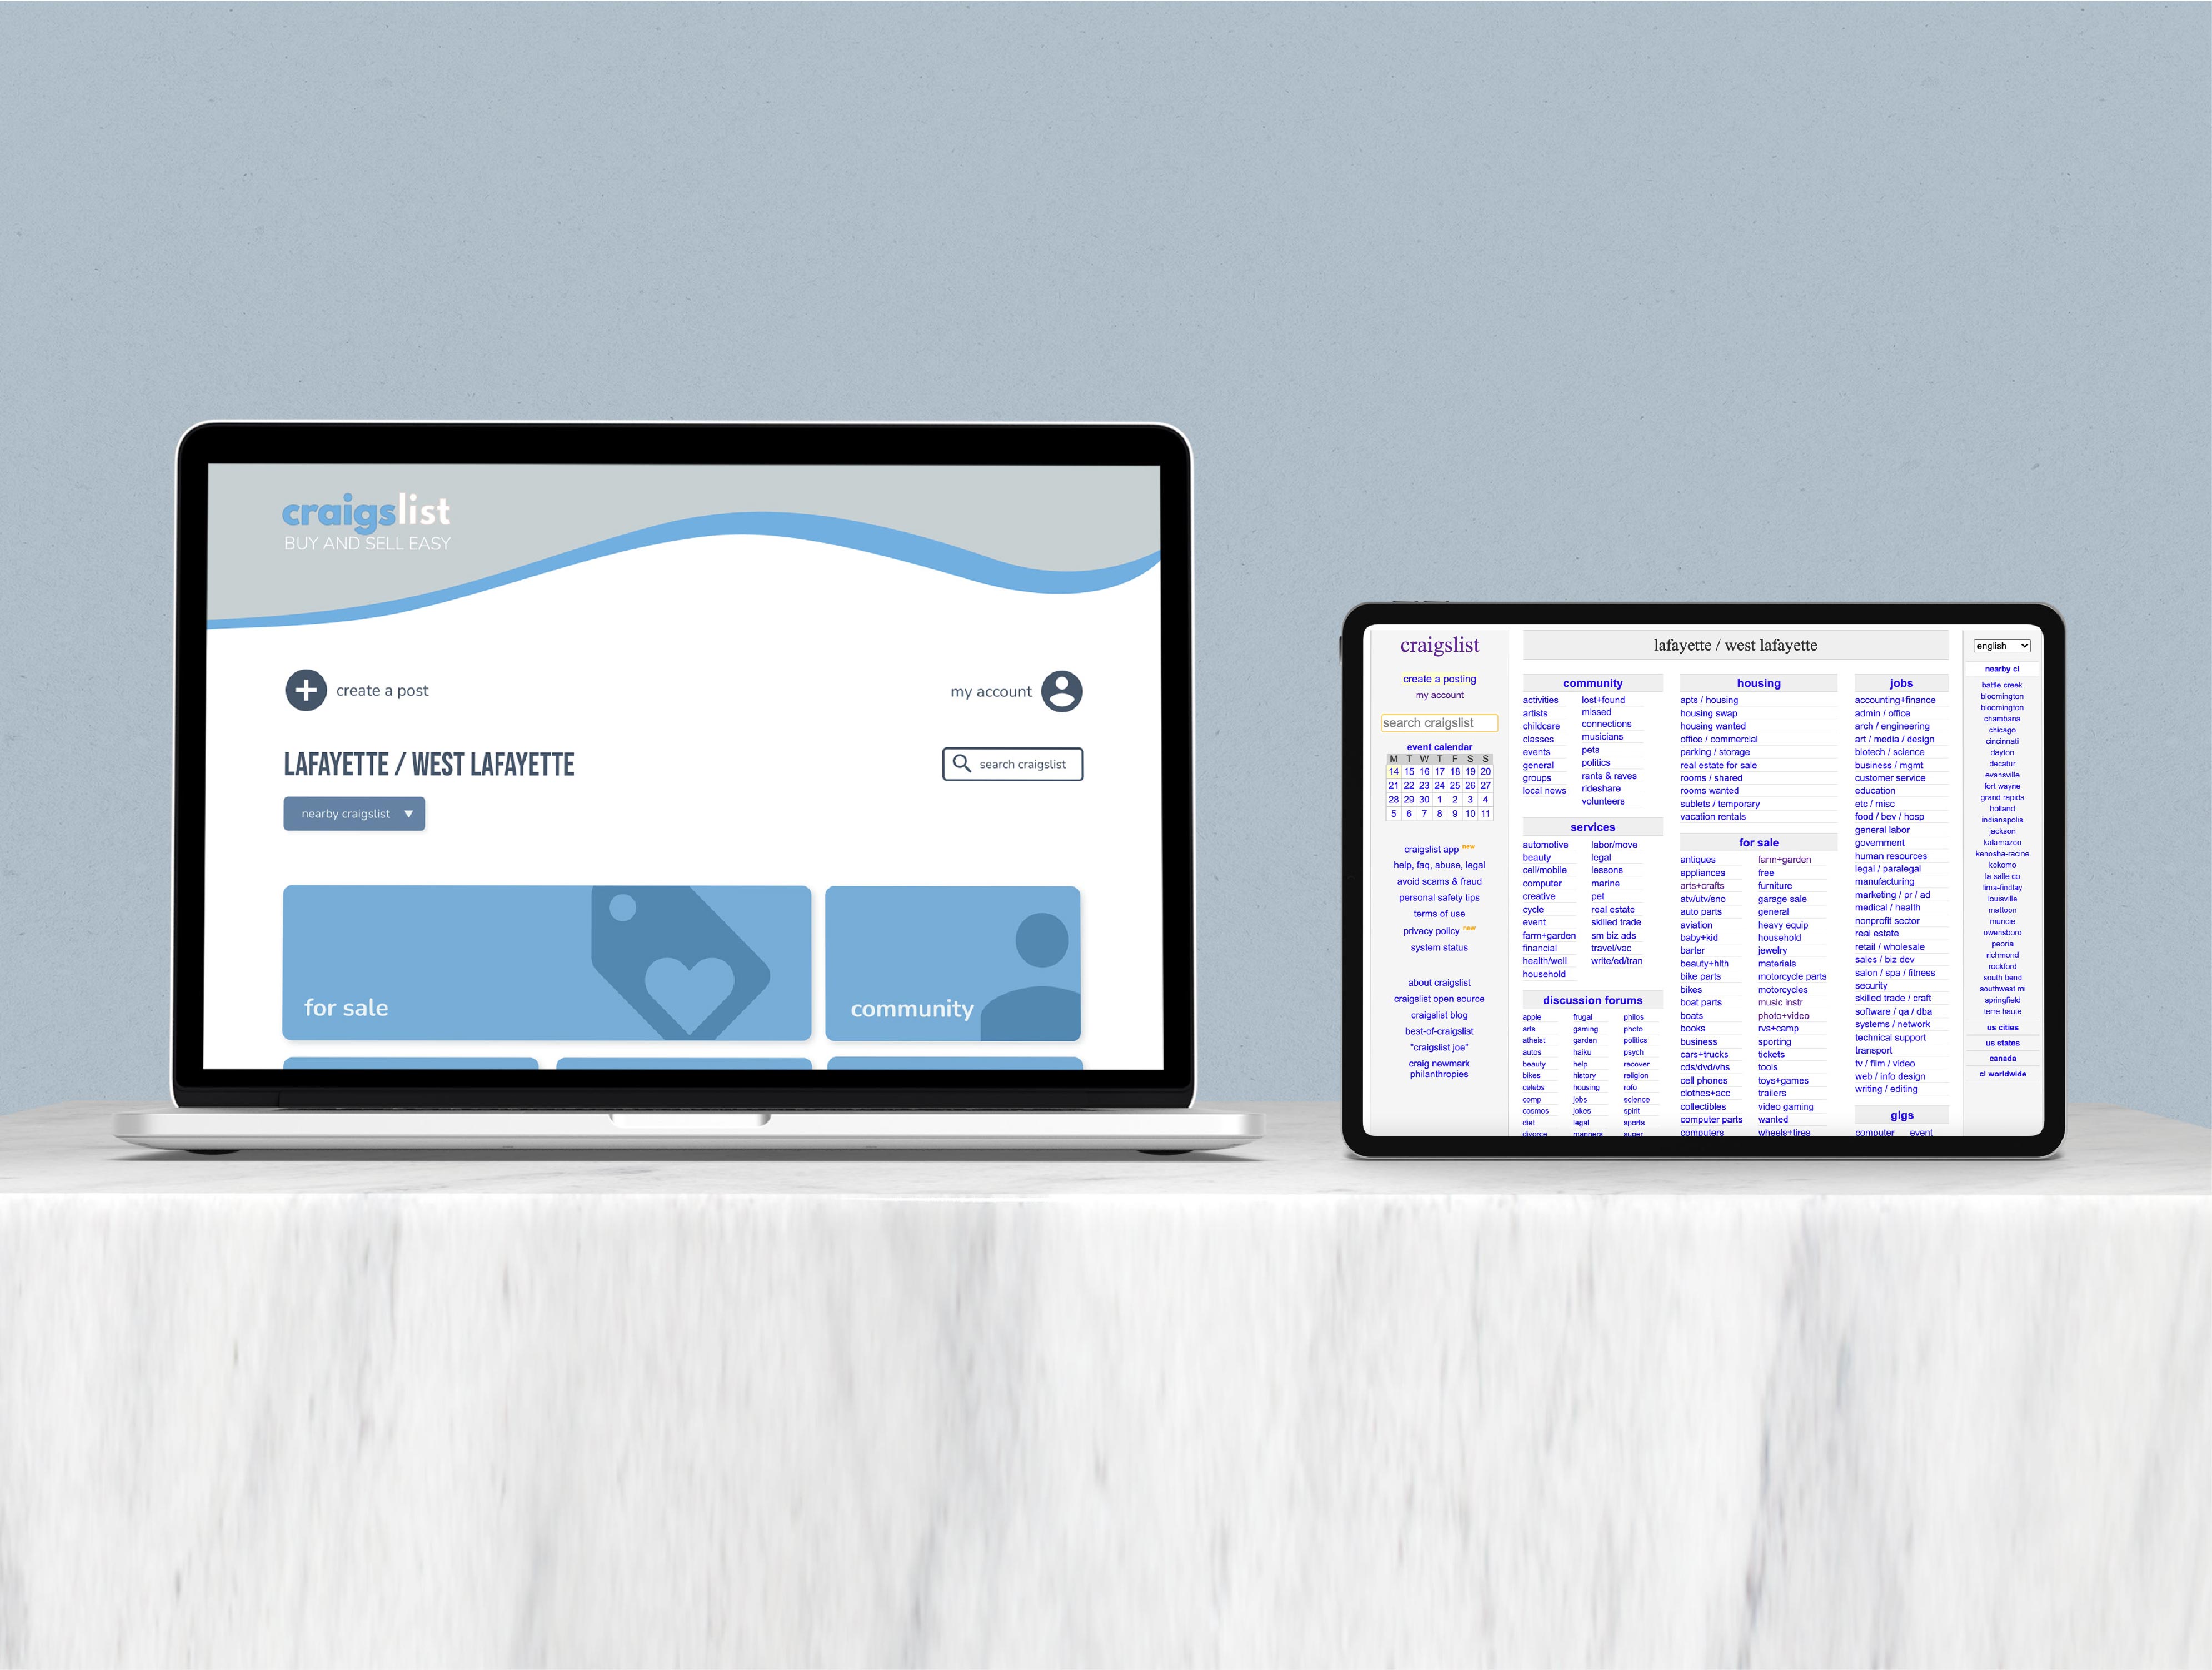 craigslist
BUY AND SELL EASY
create a post
my account
LAFAYETTE / WEST LAFAYETTE
search craigslist
nearby craigslist
for sale
community
craigslist
create a posting
my account
search craigslist
event calendar
M T W T F S S
14 15 16 17 18 19 20
21 22 23 24 25 26 27
28 29 30 1 2 3 4
5 6 7 8 9 10 11
craigslist app new
help, faq, abuse, legal
avoid scams & fraud
personal safety tips
terms of use
privacy policy new
system status
about craigslist
craigslist open source
craigslist blog
best-of-craigslist
"craigslist joe"
craig newmark
philanthropies
lafayette / west lafayette
community
activities
artists
childcare
classes
events
general
groups
local news
lost+found
missed
connections
musicians
pets
politics
rants & raves
rideshare
volunteers
services
automotive
beauty
cell/mobile
computer
creative
cycle
event
farm+garden
financial
health/well
household
labor/move
legal
lessons
marine
pet
real estate
skilled trade
sm biz ads
travel/vac
write/ed/tran
discussion forums
apple
arts
atheist
autos
beauty
bikes
celebs
comp
cosmos
diet
divorce
frugal
gaming
garden
haiku
help
history
housing
jobs
jokes
legal
manners
philos
photo
politics
psych
recover
religion
rofo
science
spirit
sports
super
housing
apts / housing
housing swap
housing wanted
office / commercial
parking / storage
real estate for sale
rooms / shared
rooms wanted
sublets / temporary
vacation rentals
for sale
antiques
appliances
arts+crafts
atv/utv/sno
auto parts
aviation
baby+kid
barter
beauty+hlth
bike parts
bikes
boat parts
boats
books
business
cars+trucks
cds/dvd/vhs
cell phones
clothes+acc
collectibles
computer parts
computers
farm+garden
free
furniture
garage sale
general
heavy equip
household
jewelry
materials
motorcycle parts
motorcycles
music instr
photo+video
rvs+camp
sporting
tickets
tools
toys+games
trailers
video gaming
wanted
wheels+tires
jobs
accounting+finance
admin / office
arch / engineering
art / media / design
biotech / science
business / mgmt
customer service
education
etc / misc
food / bev / hosp
general labor
government
human resources
legal / paralegal
manufacturing
marketing / pr / ad
medical / health
nonprofit sector
real estate
retail / wholesale
sales / biz dev
salon / spa / fitness
security
skilled trade / craft
software / qa / dba
systems / network
technical support
transport
tv / film / video
web / info design
writing / editing
gigs
computer event
english
nearby cl
battle creek
bloomington
bloomington
chambana
chicago
cincinnati
dayton
decatur
evansville
fort wayne
grand rapids
holland
indianapolis
jackson
kalamazoo
kenosha-racine
kokomo
la salle co
lima-findlay
louisville
mattoon
muncie
owensboro
peoria
richmond
rockford
south bend
southwest mi
springfield
terre haute
us cities
us states
canada
cl worldwide